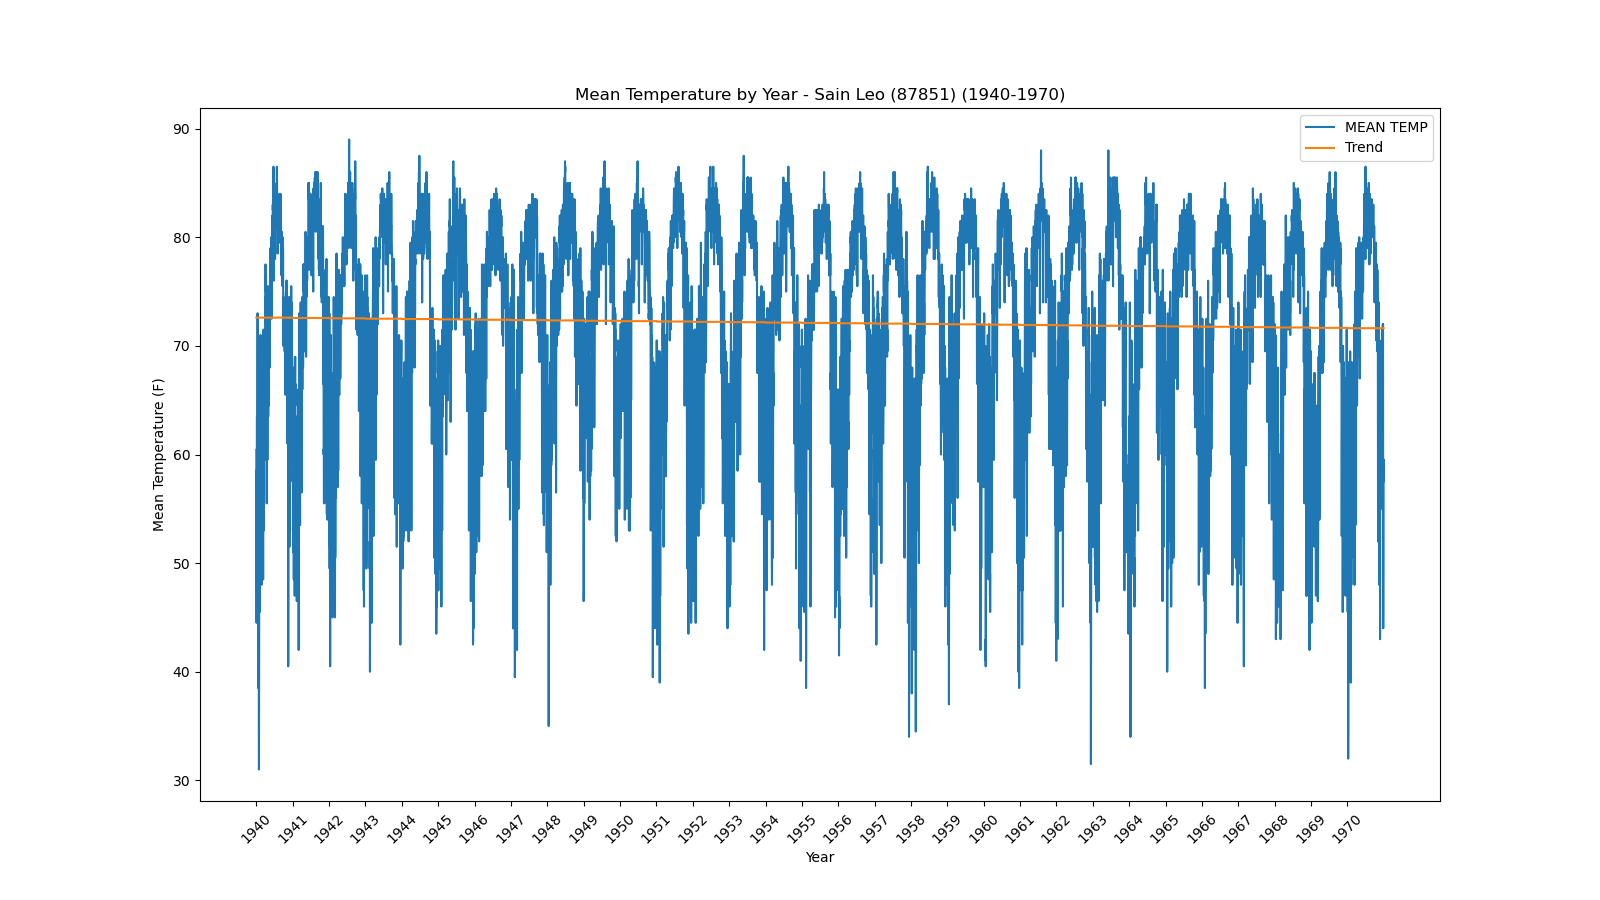 Mean Temperature by Year - Sain Leo (87851) (1940-1970)
MEAN TEMP
Trend
90
80
70
60
50
40
30
Mean Temperature (F)
1940 1941 1942 1943 1944 1945 1946 1947 1948 1949 1950 1951 1952 1953 1954 1955 1956 1957 1958 1959 1960 1961 1962 1963 1964 1965 1966 1967 1968 1969 1970
Year